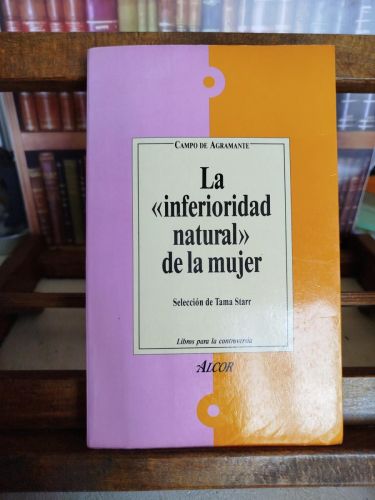 CAMPO DE AGRAMANTE
La
«inferioridad
natural»
de la mujer
Selección de Tama Starr
Libros para la controversia
ALCOR